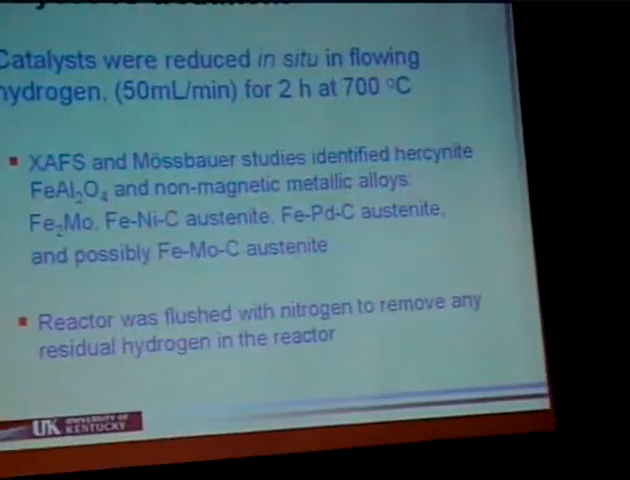 Catalysts were reduced in situ in flowing
hydrogen, (50mL/min) for 2 h at 700 °C
XAFS and Mössbauer studies identified hercynite
FeAl₂O₄ and non-magnetic metallic alloys:
Fe₂Mo, Fe-Ni-C austenite, Fe-Pd-C austenite,
and possibly Fe-Mo-C austenite
Reactor was flushed with nitrogen to remove any
residual hydrogen in the reactor
UK UNIVERSITY OF
KENTUCKY